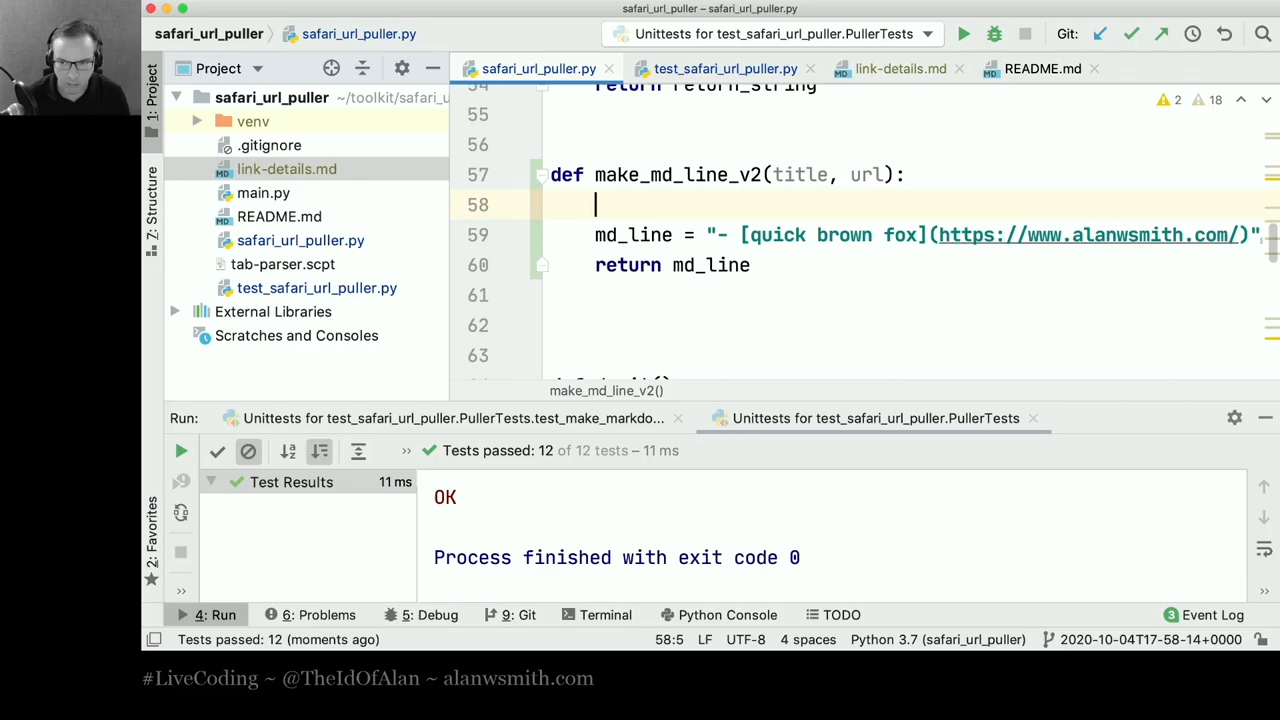 safari_url_puller – safari_url_puller.py
safari_url_puller safari_url_puller.py Unittests for test_safari_url_puller.PullerTests Git:
1: Project
7: Structure
2: Favorites
Project
safari_url_puller ~/toolkit/safari_u
venv
.gitignore
link-details.md
main.py
README.md
safari_url_puller.py
tab-parser.scpt
test_safari_url_puller.py
External Libraries
Scratches and Consoles
safari_url_puller.py test_safari_url_puller.py link-details.md README.md
2 18
54 return return_string
55
56
57 def make_md_line_v2(title, url):
58
59 md_line = "- [quick brown fox](https://www.alanwsmith.com/)"
60 return md_line
61
62
63
make_md_line_v2()
Run: Unittests for test_safari_url_puller.PullerTests.test_make_markdo... Unittests for test_safari_url_puller.PullerTests
Tests passed: 12 of 12 tests – 11 ms
Test Results 11 ms
OK
Process finished with exit code 0
4: Run 6: Problems 5: Debug 9: Git Terminal Python Console TODO 3 Event Log
Tests passed: 12 (moments ago) 58:5 LF UTF-8 4 spaces Python 3.7 (safari_url_puller) 2020-10-04T17-58-14+0000
#LiveCoding ~ @TheIdOfAlan ~ alanwsmith.com